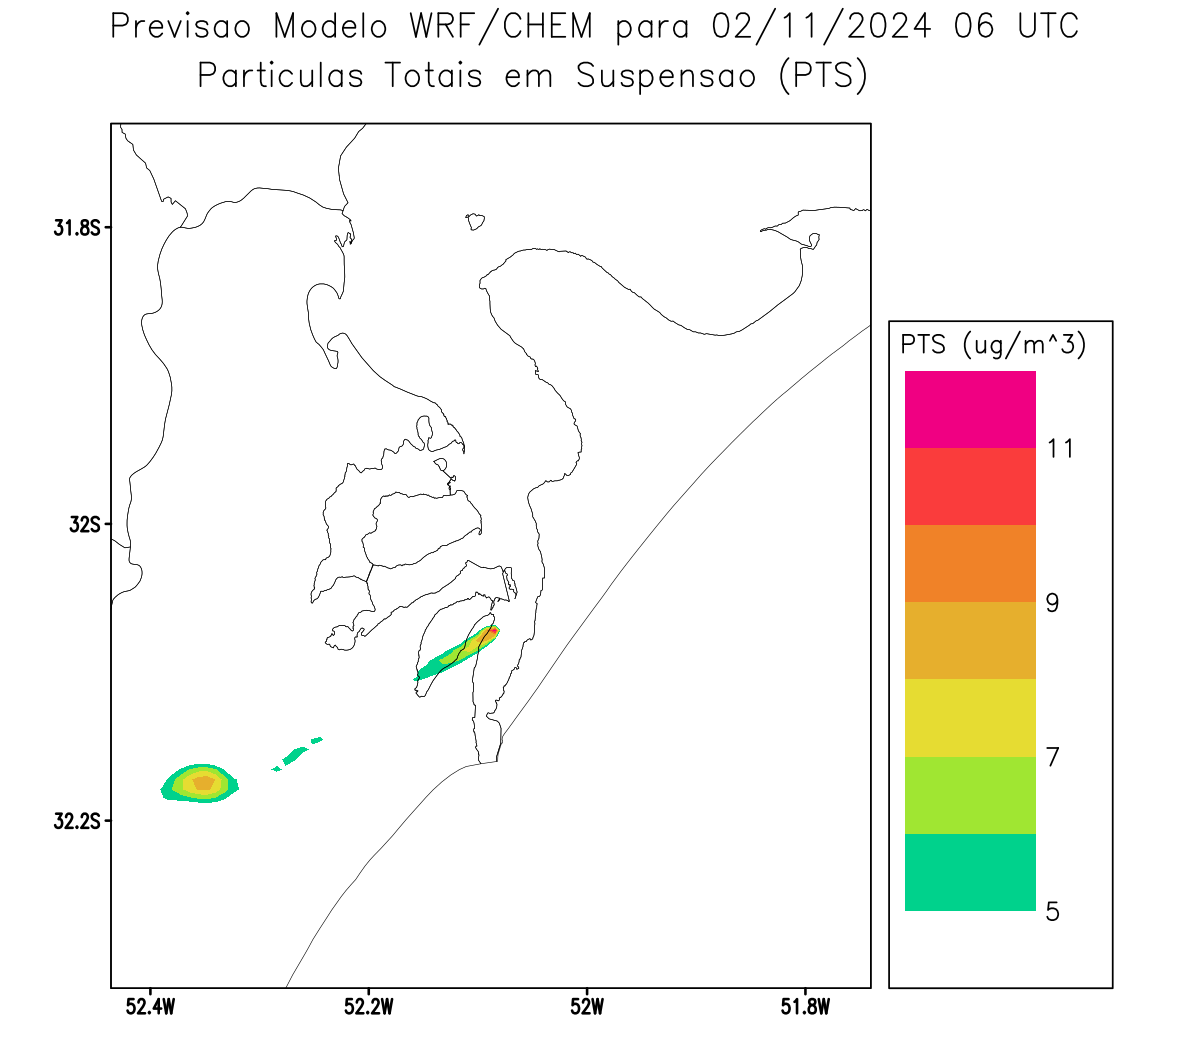 Previsao Modelo WRF/CHEM para 02/11/2024 06 UTC
Particulas Totais em Suspensao (PTS)
31.8S
32S
32.2S
52.4W
52.2W
52W
51.8W
PTS (ug/m^3)
11
9
7
5